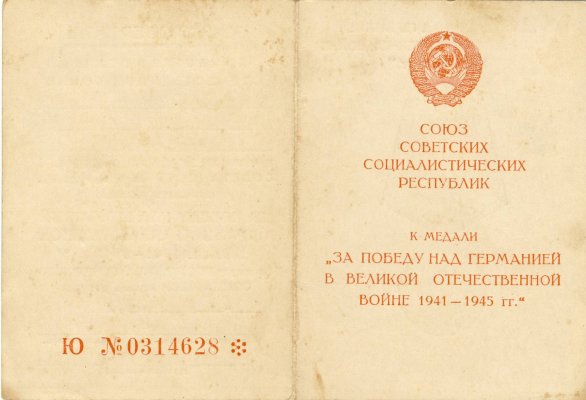 Ю №0314628
СОЮЗ
СОВЕТСКИХ
СОЦИАЛИСТИЧЕСКИХ
РЕСПУБЛИК
К МЕДАЛИ
„ЗА ПОБЕДУ НАД ГЕРМАНИЕЙ
В ВЕЛИКОЙ ОТЕЧЕСТВЕННОЙ
ВОЙНЕ 1941—1945 гг.“